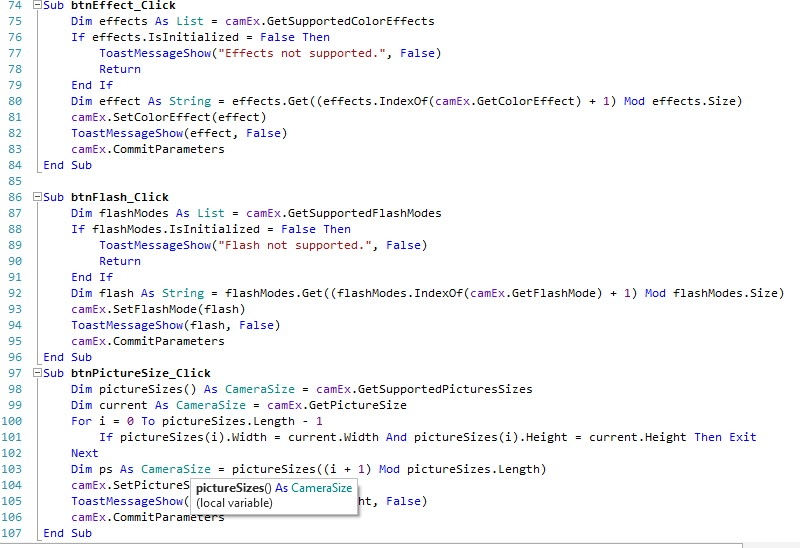 74 Sub btnEffect_Click
75 Dim effects As List = camEx.GetSupportedColorEffects
76 If effects.IsInitialized = False Then
77 ToastMessageShow("Effects not supported.", False)
78 Return
79 End If
80 Dim effect As String = effects.Get((effects.IndexOf(camEx.GetColorEffect) + 1) Mod effects.Size)
81 camEx.SetColorEffect(effect)
82 ToastMessageShow(effect, False)
83 camEx.CommitParameters
84 End Sub
85
86 Sub btnFlash_Click
87 Dim flashModes As List = camEx.GetSupportedFlashModes
88 If flashModes.IsInitialized = False Then
89 ToastMessageShow("Flash not supported.", False)
90 Return
91 End If
92 Dim flash As String = flashModes.Get((flashModes.IndexOf(camEx.GetFlashMode) + 1) Mod flashModes.Size)
93 camEx.SetFlashMode(flash)
94 ToastMessageShow(flash, False)
95 camEx.CommitParameters
96 End Sub
97 Sub btnPictureSize_Click
98 Dim pictureSizes() As CameraSize = camEx.GetSupportedPicturesSizes
99 Dim current As CameraSize = camEx.GetPictureSize
100 For i = 0 To pictureSizes.Length - 1
101 If pictureSizes(i).Width = current.Width And pictureSizes(i).Height = current.Height Then Exit
102 Next
103 Dim ps As CameraSize = pictureSizes((i + 1) Mod pictureSizes.Length)
104 camEx.SetPictureS pictureSizes() As CameraSize
105 ToastMessageShow( (local variable) ht, False)
106 camEx.CommitParameters
107 End Sub